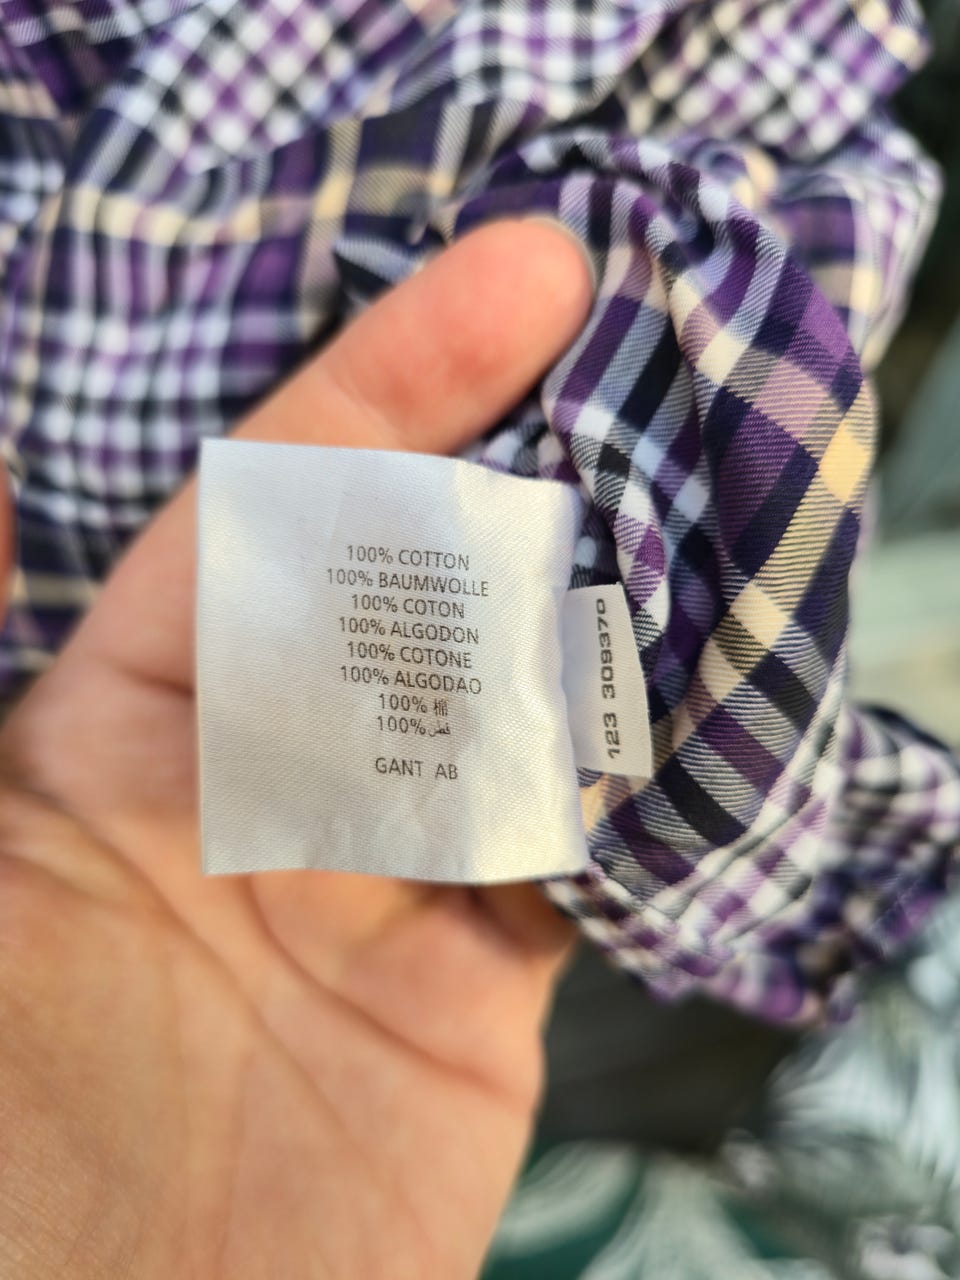 100% COTTON
100% BAUMWOLLE
100% COTON
100% ALGODON
100% COTONE
100% ALGODAO
100% 棉
100% قطن
GANT AB
123 309370